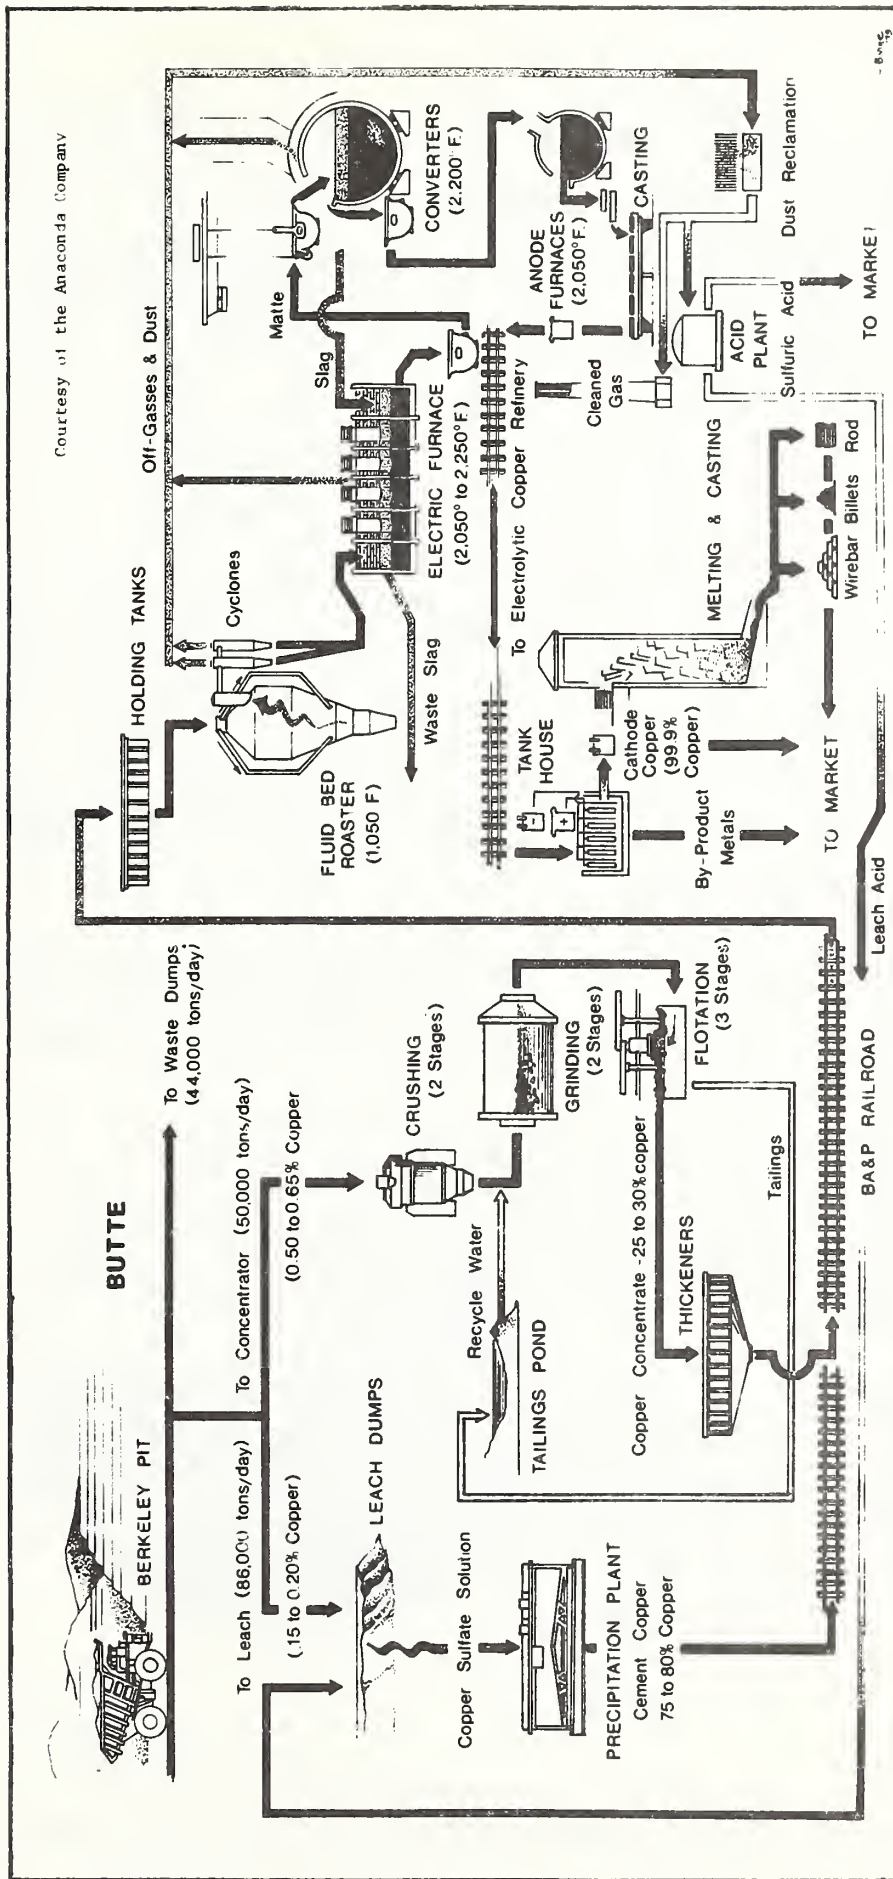 Courtesy of the Anaconda Company
BUTTE
BERKELEY PIT
To Waste Dumps
(44,000 tons/day)
To Leach (86,000 tons/day)
(.15 to 0.20% Copper)
To Concentrator (50,000 tons/day)
(0.50 to 0.65% Copper)
LEACH DUMPS
Copper Sulfate Solution
PRECIPITATION PLANT
Cement Copper
75 to 80% Copper
Recycle Water
TAILINGS POND
CRUSHING
(2 Stages)
GRINDING
(2 Stages)
FLOTATION
(3 Stages)
Copper Concentrate - 25 to 30% copper
THICKENERS
Tailings
BA&P RAILROAD
Leach Acid
HOLDING TANKS
Off-Gasses & Dust
Cyclones
FLUID BED
ROASTER
(1,050 F)
Waste Slag
Slag
Matte
ELECTRIC FURNACE
(2,050° to 2,250° F.)
CONVERTERS
(2,200° F.)
ANODE
FURNACES
(2,050°F.)
CASTING
To Electrolytic Copper Refinery
Cleaned
Gas
TANK
HOUSE
-
+
By-Product
Metals
Cathode
Copper
(99.9%
Copper)
MELTING & CASTING
Wirebar Billets Rod
TO MARKET
ACID
PLANT
Sulfuric Acid
Dust Reclamation
TO MARKET